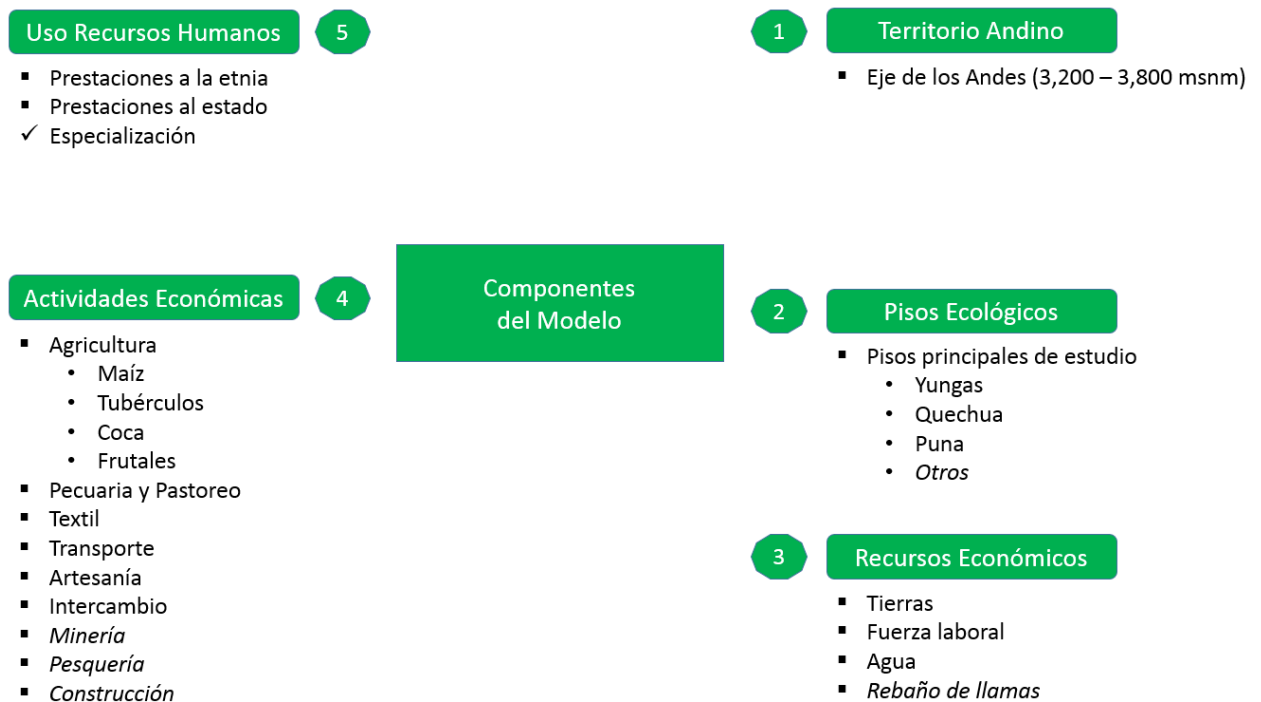 Uso Recursos Humanos
5
▪ Prestaciones a la etnia
▪ Prestaciones al estado
✓ Especialización
1
Territorio Andino
▪ Eje de los Andes (3,200 – 3,800 msnm)
Componentes
del Modelo
Actividades Económicas
4
▪ Agricultura
• Maíz
• Tubérculos
• Coca
• Frutales
▪ Pecuaria y Pastoreo
▪ Textil
▪ Transporte
▪ Artesanía
▪ Intercambio
▪ Minería
▪ Pesquería
▪ Construcción
2
Pisos Ecológicos
▪ Pisos principales de estudio
• Yungas
• Quechua
• Puna
• Otros
3
Recursos Económicos
▪ Tierras
▪ Fuerza laboral
▪ Agua
▪ Rebaño de llamas